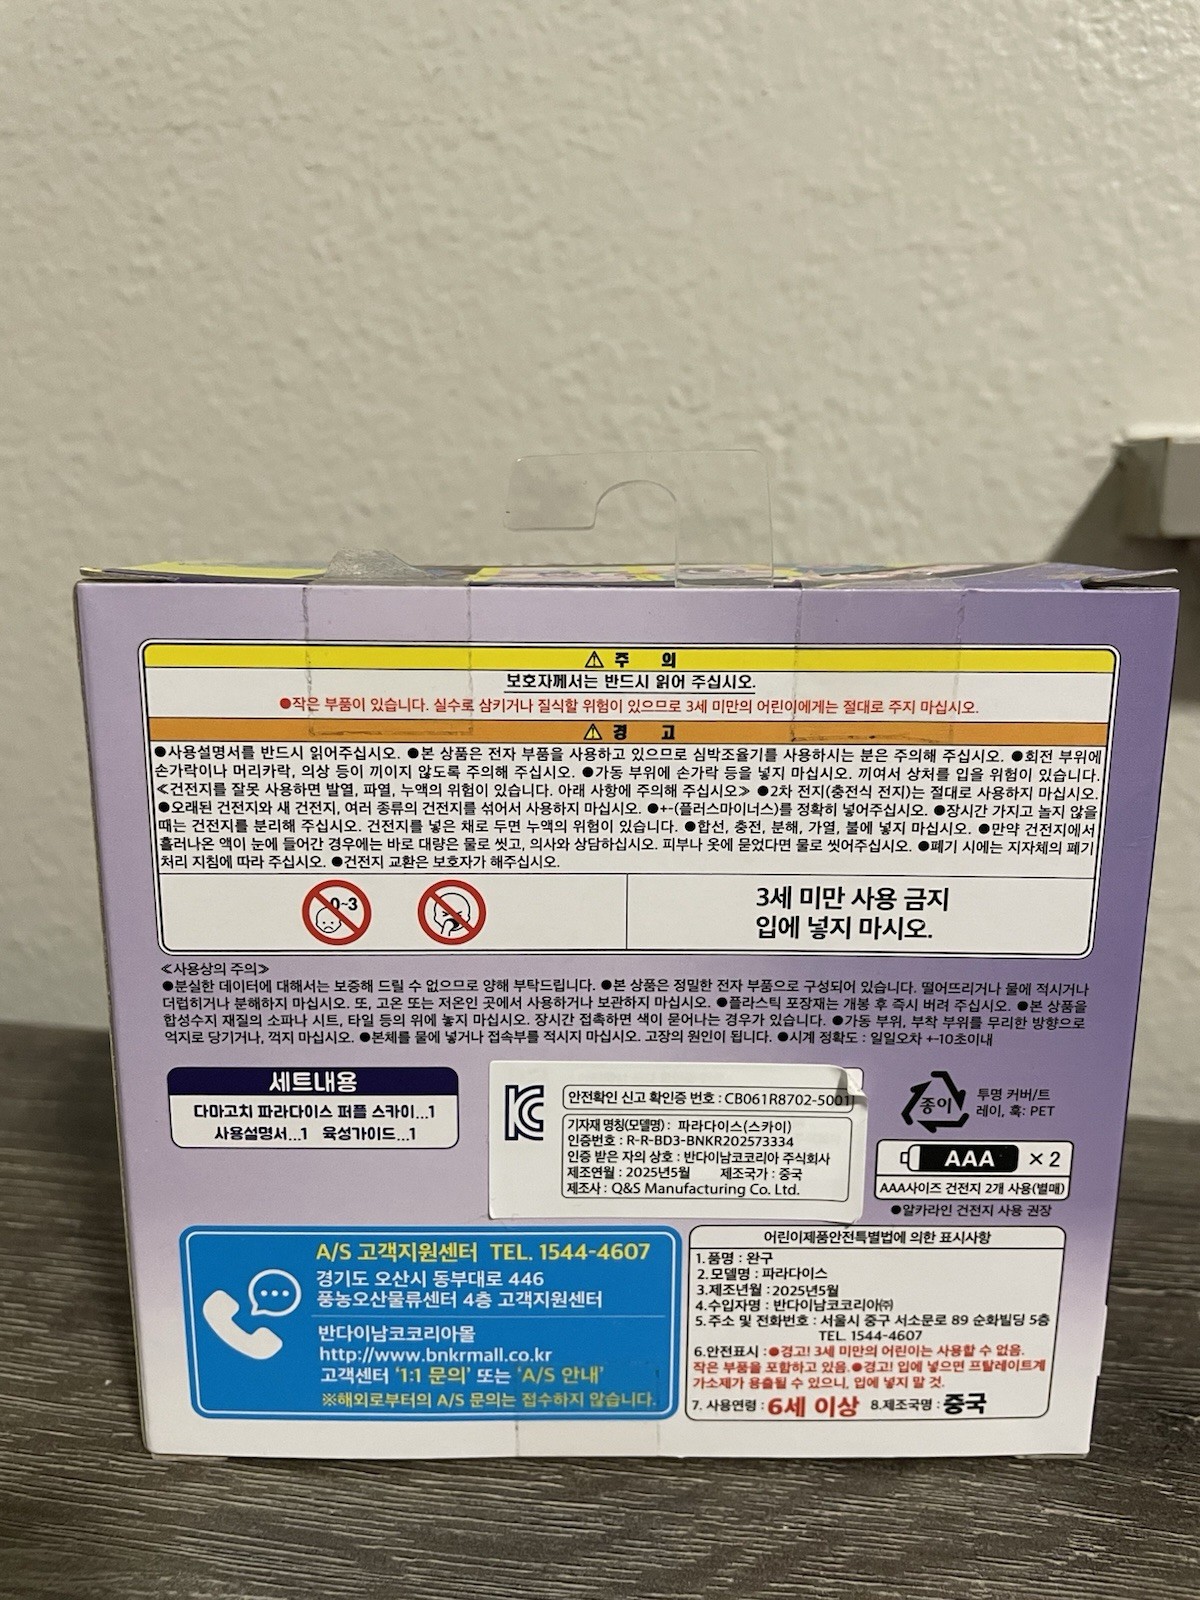 ⚠ 주 의
보호자께서는 반드시 읽어 주십시오.
●작은 부품이 있습니다. 실수로 삼키거나 질식할 위험이 있으므로 3세 미만의 어린이에게는 절대로 주지 마십시오.
⚠ 경 고
●사용설명서를 반드시 읽어주십시오. ●본 상품은 전자 부품을 사용하고 있으므로 심박조율기를 사용하시는 분은 주의해 주십시오. ●회전 부위에
손가락이나 머리카락, 의상 등이 끼이지 않도록 주의해 주십시오. ●가동 부위에 손가락 등을 넣지 마십시오. 끼여서 상처를 입을 위험이 있습니다.
≪건전지를 잘못 사용하면 발열, 파열, 누액의 위험이 있습니다. 아래 사항에 주의해 주십시오≫ ●2차 전지(충전식 전지)는 절대로 사용하지 마십시오.
●오래된 건전지와 새 건전지, 여러 종류의 건전지를 섞어서 사용하지 마십시오. ●+-(플러스마이너스)를 정확히 넣어주십시오. ●장시간 가지고 놀지 않을
때는 건전지를 분리해 주십시오. 건전지를 넣은 채로 두면 누액의 위험이 있습니다. ●합선, 충전, 분해, 가열, 불에 넣지 마십시오. ●만약 건전지에서
흘러나온 액이 눈에 들어간 경우에는 바로 대량은 물로 씻고, 의사와 상담하십시오. 피부나 옷에 묻었다면 물로 씻어주십시오. ●폐기 시에는 지자체의 폐기
처리 지침에 따라 주십시오. ●건전지 교환은 보호자가 해주십시오.
0~3
3세 미만 사용 금지
입에 넣지 마시오.
≪사용상의 주의≫
●분실한 데이터에 대해서는 보증해 드릴 수 없으므로 양해 부탁드립니다. ●본 상품은 정밀한 전자 부품으로 구성되어 있습니다. 떨어뜨리거나 물에 적시거나
더럽히거나 분해하지 마십시오. 또, 고온 또는 저온인 곳에서 사용하거나 보관하지 마십시오. ●플라스틱 포장재는 개봉 후 즉시 버려 주십시오. ●본 상품을
합성수지 재질의 소파나 시트, 타일 등의 위에 놓지 마십시오. 장시간 접촉하면 색이 묻어나는 경우가 있습니다. ●가동 부위, 부착 부위를 무리한 방향으로
억지로 당기거나, 꺽지 마십시오. ●본체를 물에 넣거나 접속부를 적시지 마십시오. 고장의 원인이 됩니다. ●시계 정확도 : 일일오차 +-10초이내
세트내용
다마고치 파라다이스 퍼플 스카이...1
사용설명서...1 육성가이드...1
안전확인 신고 확인증 번호 : CB061R8702-5001
기자재 명칭(모델명) : 파라다이스(스카이)
인증번호 : R-R-BD3-BNKR202573334
인증 받은 자의 상호 : 반다이남코코리아 주식회사
제조연월 : 2025년5월 제조국가 : 중국
제조사 : Q&S Manufacturing Co. Ltd.
종이
투명 커버/트
레이, 훅: PET
AAA × 2
AAA사이즈 건전지 2개 사용(별매)
●알카라인 건전지 사용 권장
A/S 고객지원센터 TEL. 1544-4607
경기도 오산시 동부대로 446
풍농오산물류센터 4층 고객지원센터
반다이남코코리아몰
http://www.bnkrmall.co.kr
고객센터 '1:1 문의' 또는 'A/S 안내'
※해외로부터의 A/S 문의는 접수하지 않습니다.
어린이제품안전특별법에 의한 표시사항
1.품명 : 완구
2.모델명 : 파라다이스
3.제조년월 : 2025년5월
4.수입자명 : 반다이남코코리아㈜
5.주소 및 전화번호 : 서울시 중구 서소문로 89 순화빌딩 5층
TEL. 1544-4607
6.안전표시 : ●경고! 3세 미만의 어린이는 사용할 수 없음.
작은 부품을 포함하고 있음. ●경고! 입에 넣으면 프탈레이트계
가소제가 용출될 수 있으니, 입에 넣지 말 것.
7. 사용연령 : 6세 이상 8.제조국명 : 중국